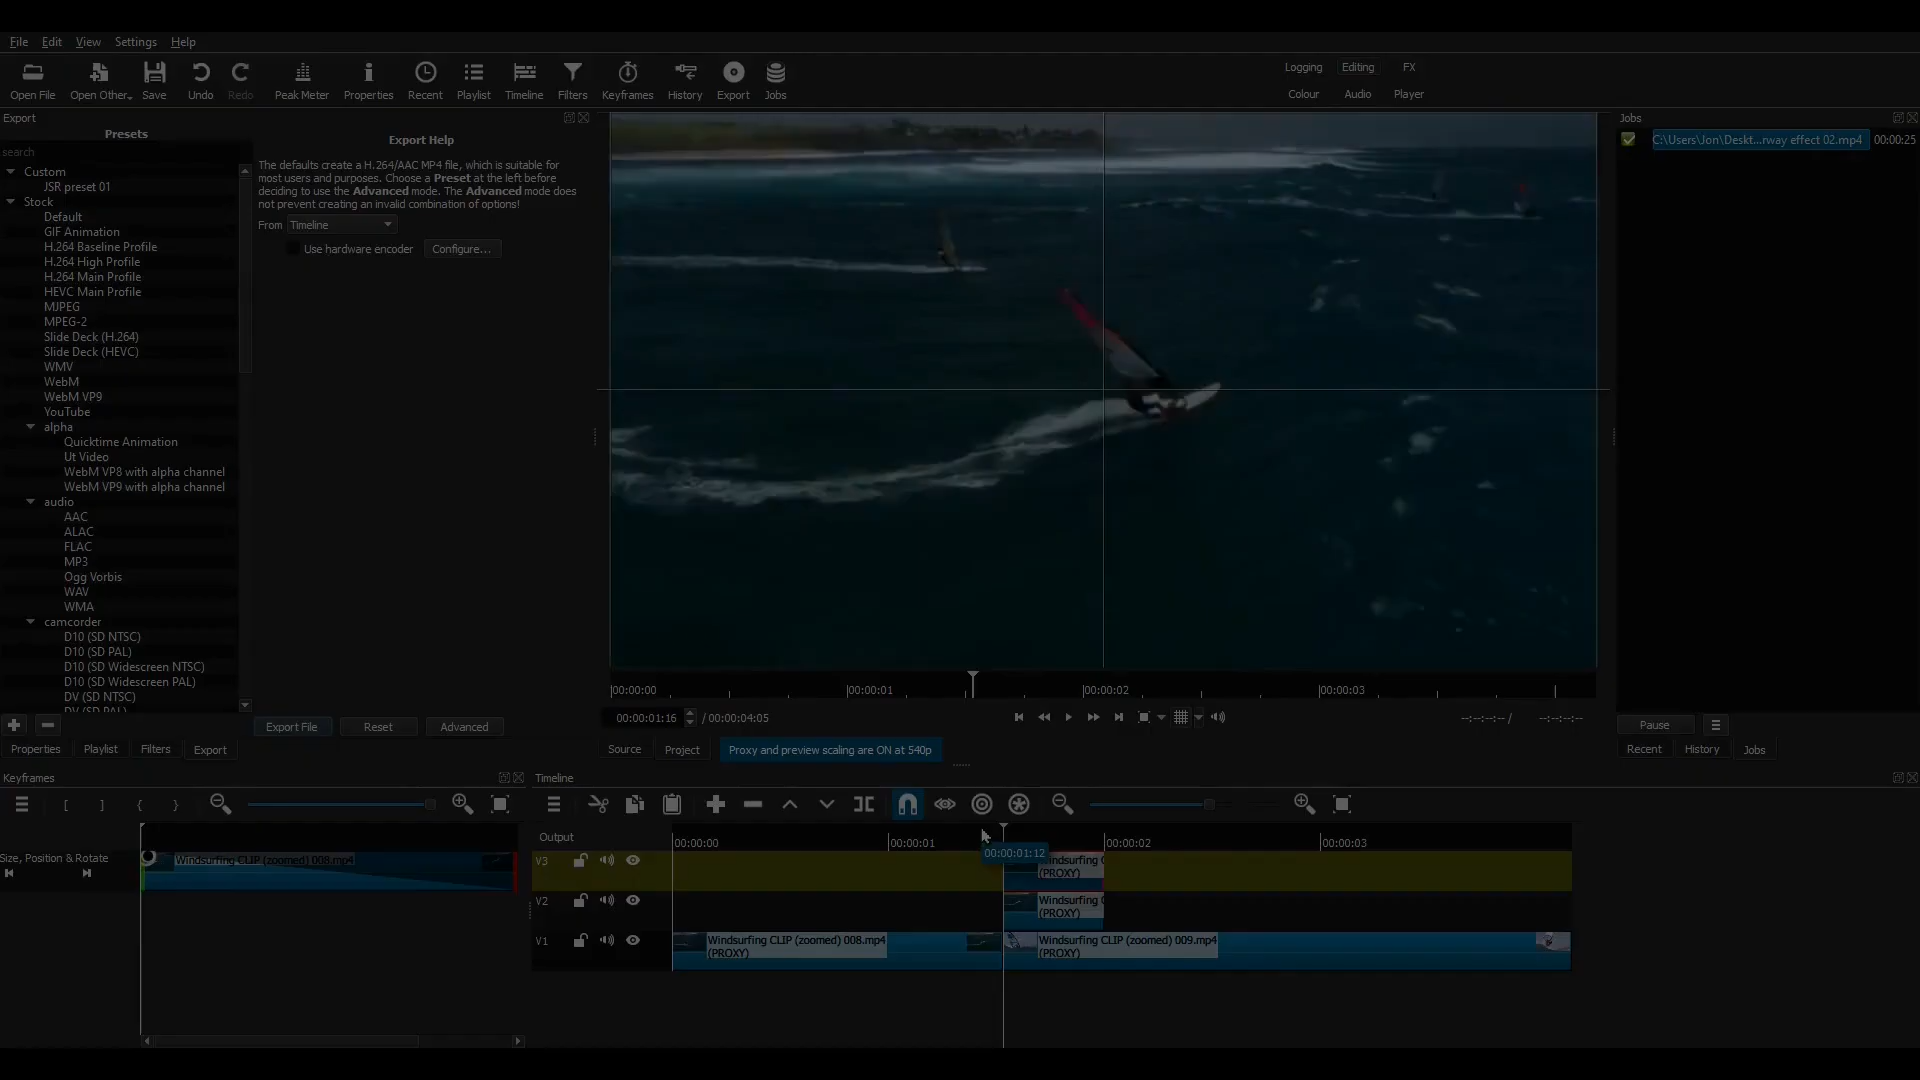 File Edit View Settings Help
Open File Open Other.. Save Undo Redo Peak Meter Properties Recent Playlist Timeline Filters Keyframes History Export Jobs
Logging Editing FX
Colour Audio Player
Export
Presets
search
Custom
JSR preset 01
Stock
Default
GIF Animation
H.264 Baseline Profile
H.264 High Profile
H.264 Main Profile
HEVC Main Profile
MJPEG
MPEG-2
Slide Deck (H.264)
Slide Deck (HEVC)
WMV
WebM
WebM VP9
YouTube
alpha
Quicktime Animation
Ut Video
WebM VP8 with alpha channel
WebM VP9 with alpha channel
audio
AAC
ALAC
FLAC
MP3
Ogg Vorbis
WAV
WMA
camcorder
D10 (SD NTSC)
D10 (SD PAL)
D10 (SD Widescreen NTSC)
D10 (SD Widescreen PAL)
DV (SD NTSC)
DV (SD PAL)
Export Help
The defaults create a H.264/AAC MP4 file, which is suitable for
most users and purposes. Choose a Preset at the left before
deciding to use the Advanced mode. The Advanced mode does
not prevent creating an invalid combination of options!
From Timeline
Use hardware encoder Configure...
Export File Reset Advanced
Properties Playlist Filters Export
00:00:00 00:00:01 00:00:02 00:00:03
00:00:01:16 / 00:00:04:05
--:--:--:-- / --:--:--:--
Source Project Proxy and preview scaling are ON at 540p
Jobs
C:\Users\Jon\Deskt...rway effect 02.mp4 00:00:25
Pause
Recent History Jobs
Keyframes
Size, Position & Rotate
Windsurfing CLIP (zoomed) 008.mp4
Timeline
Output
00:00:00 00:00:01 00:00:02 00:00:03
00:00:01:12
V3
Windsurfing C
(PROXY)
V2
Windsurfing C
(PROXY)
V1
Windsurfing CLIP (zoomed) 008.mp4
(PROXY)
Windsurfing CLIP (zoomed) 009.mp4
(PROXY)